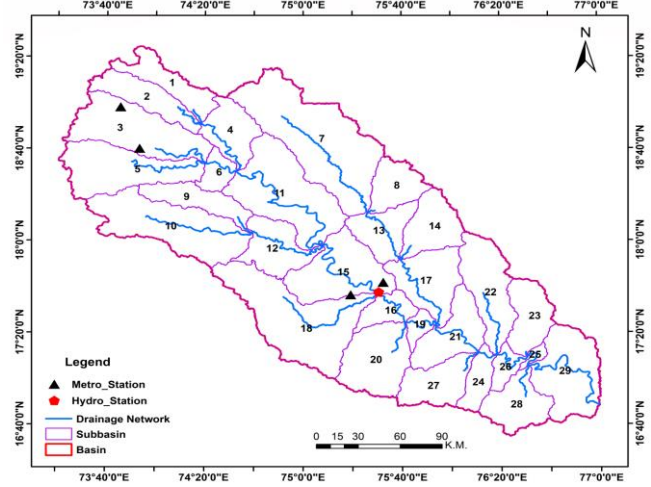 73°40'0"E 74°20'0"E 75°0'0"E 75°40'0"E 76°20'0"E 77°0'0"E
19°20'0"N
18°40'0"N
18°0'0"N
17°20'0"N
16°40'0"N
N
1
2
3
4
7
5
6
8
9
11
10
13
14
12
15
17
22
16
23
18
19
21
20
25
26
29
27
24
28
Legend
Metro_Station
Hydro_Station
Drainage Network
Subbasin
Basin
0 15 30 60 90
K.M.
73°40'0"E 74°20'0"E 75°0'0"E 75°40'0"E 76°20'0"E 77°0'0"E
19°20'0"N
18°40'0"N
18°0'0"N
17°20'0"N
16°40'0"N